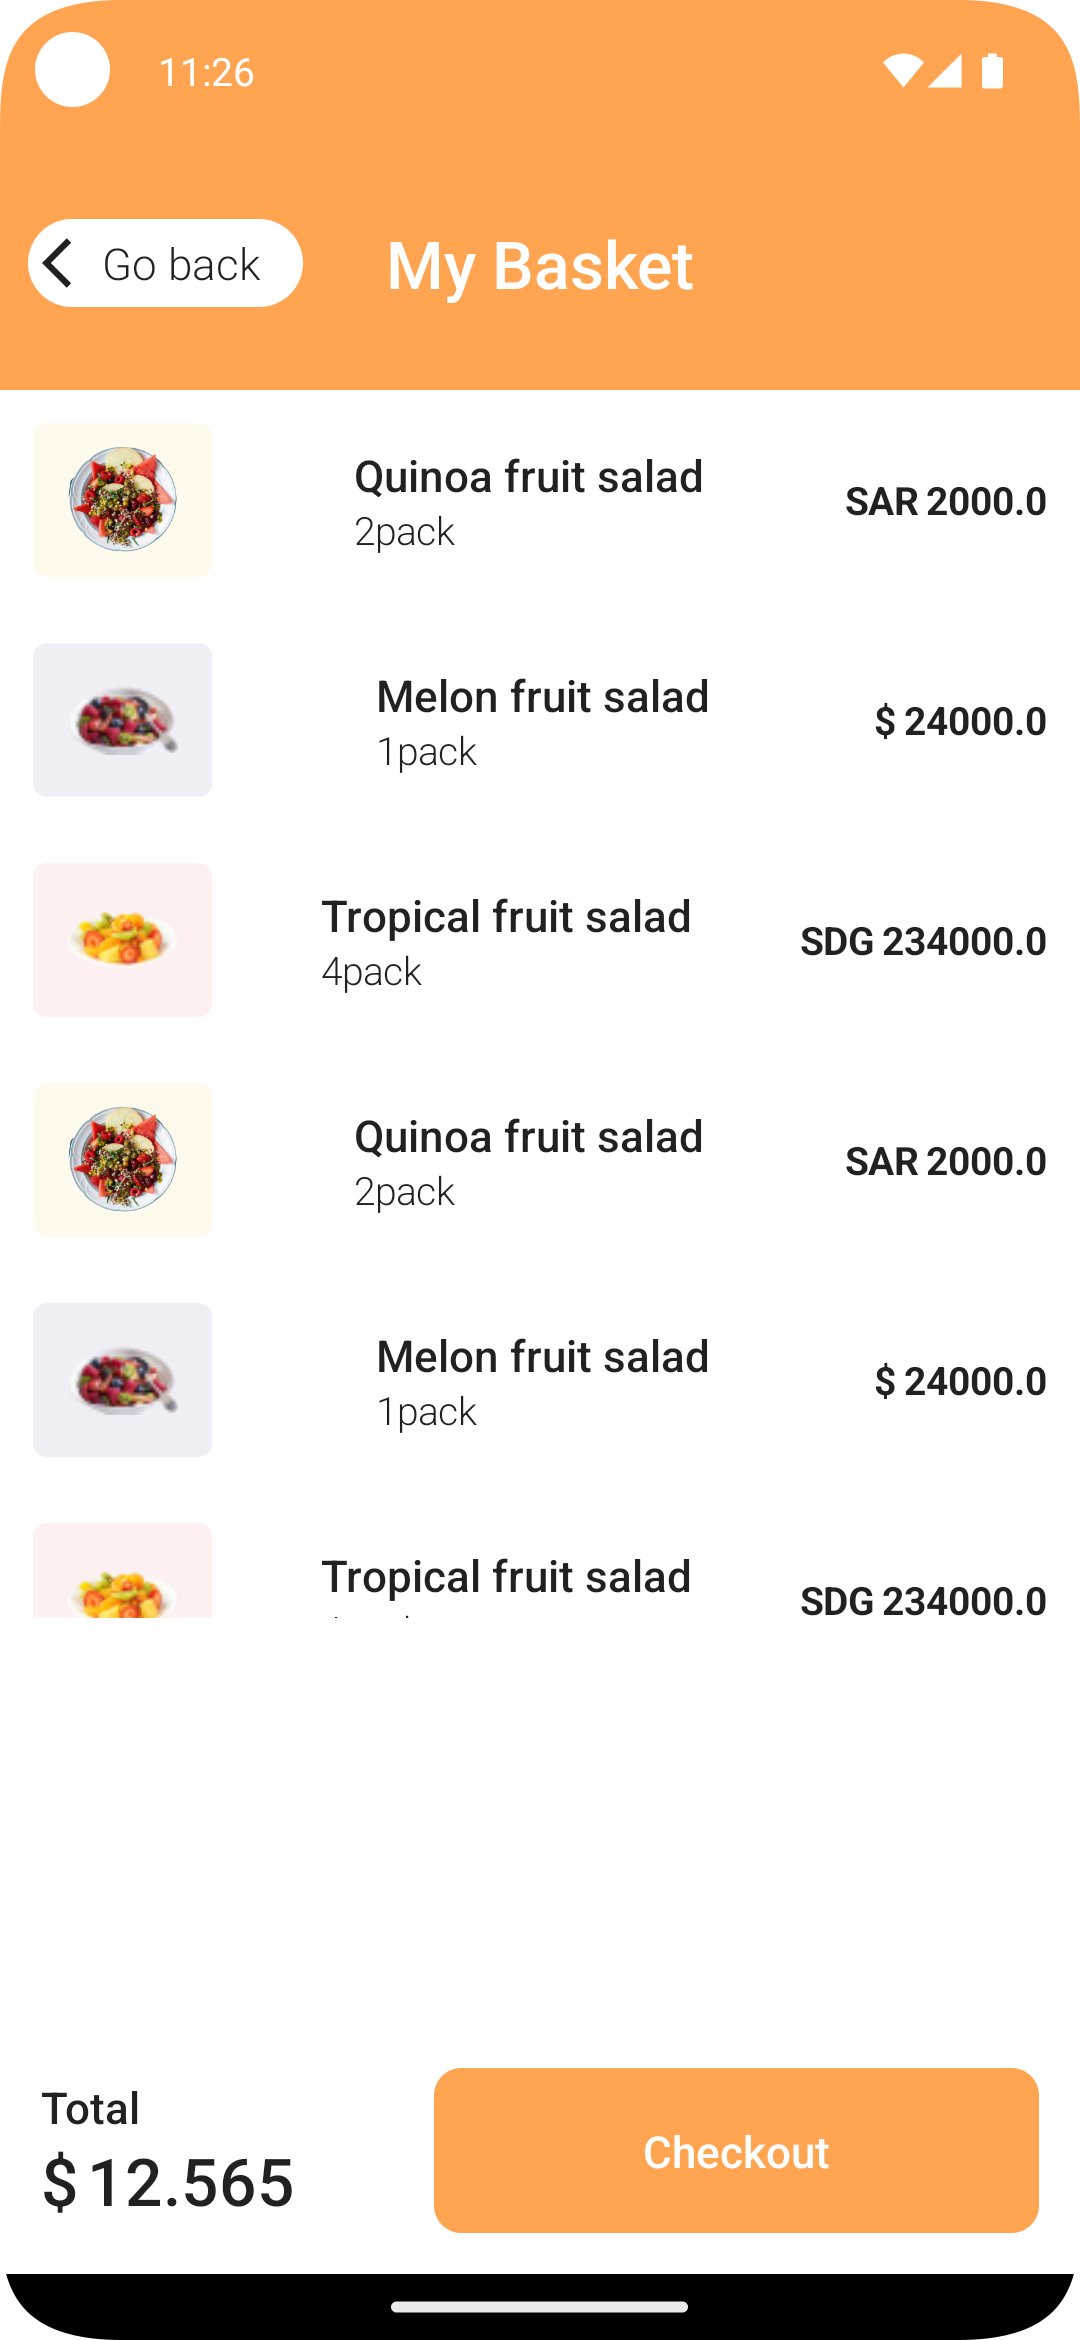 11:26
Go back
My Basket
Quinoa fruit salad
2pack
SAR 2000.0
Melon fruit salad
1pack
$ 24000.0
Tropical fruit salad
4pack
SDG 234000.0
Quinoa fruit salad
2pack
SAR 2000.0
Melon fruit salad
1pack
$ 24000.0
Tropical fruit salad
SDG 234000.0
Total
$ 12.565
Checkout